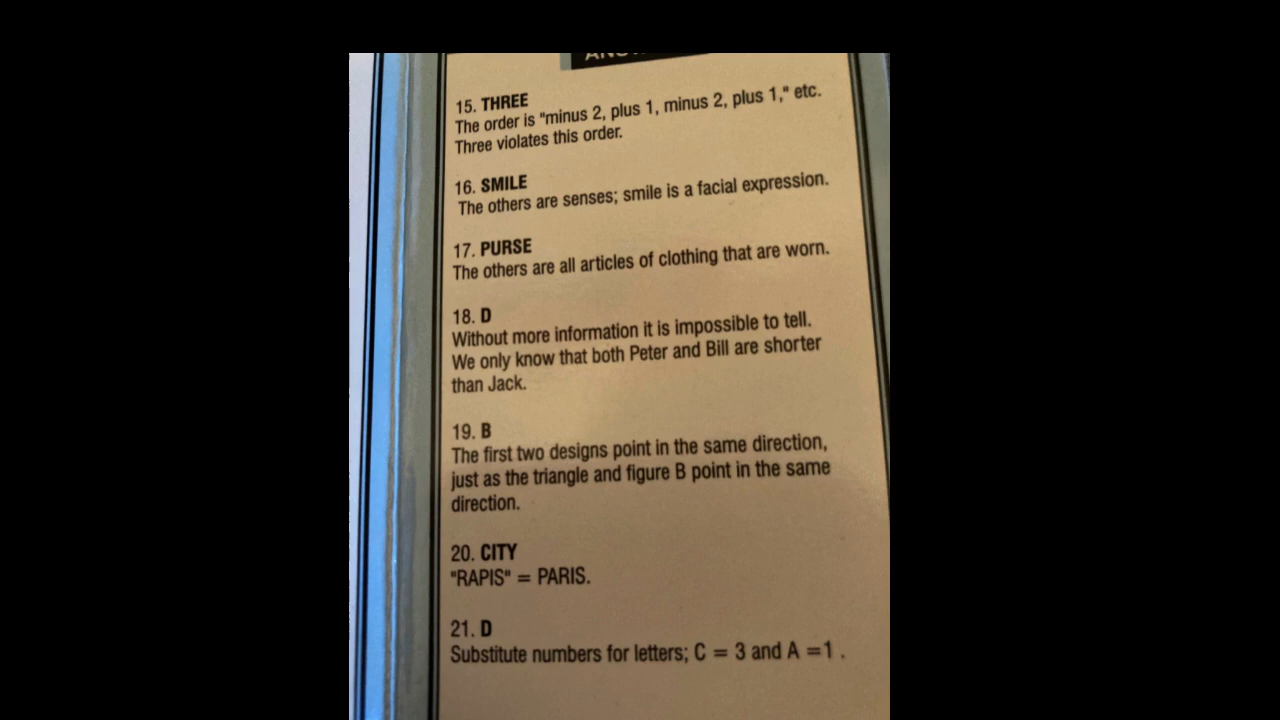 15. THREE
The order is "minus 2, plus 1, minus 2, plus 1," etc.
Three violates this order.
16. SMILE
The others are senses; smile is a facial expression.
17. PURSE
The others are all articles of clothing that are worn.
18. D
Without more information it is impossible to tell.
We only know that both Peter and Bill are shorter
than Jack.
19. B
The first two designs point in the same direction,
just as the triangle and figure B point in the same
direction.
20. CITY
"RAPIS" = PARIS.
21. D
Substitute numbers for letters; C = 3 and A =1 .